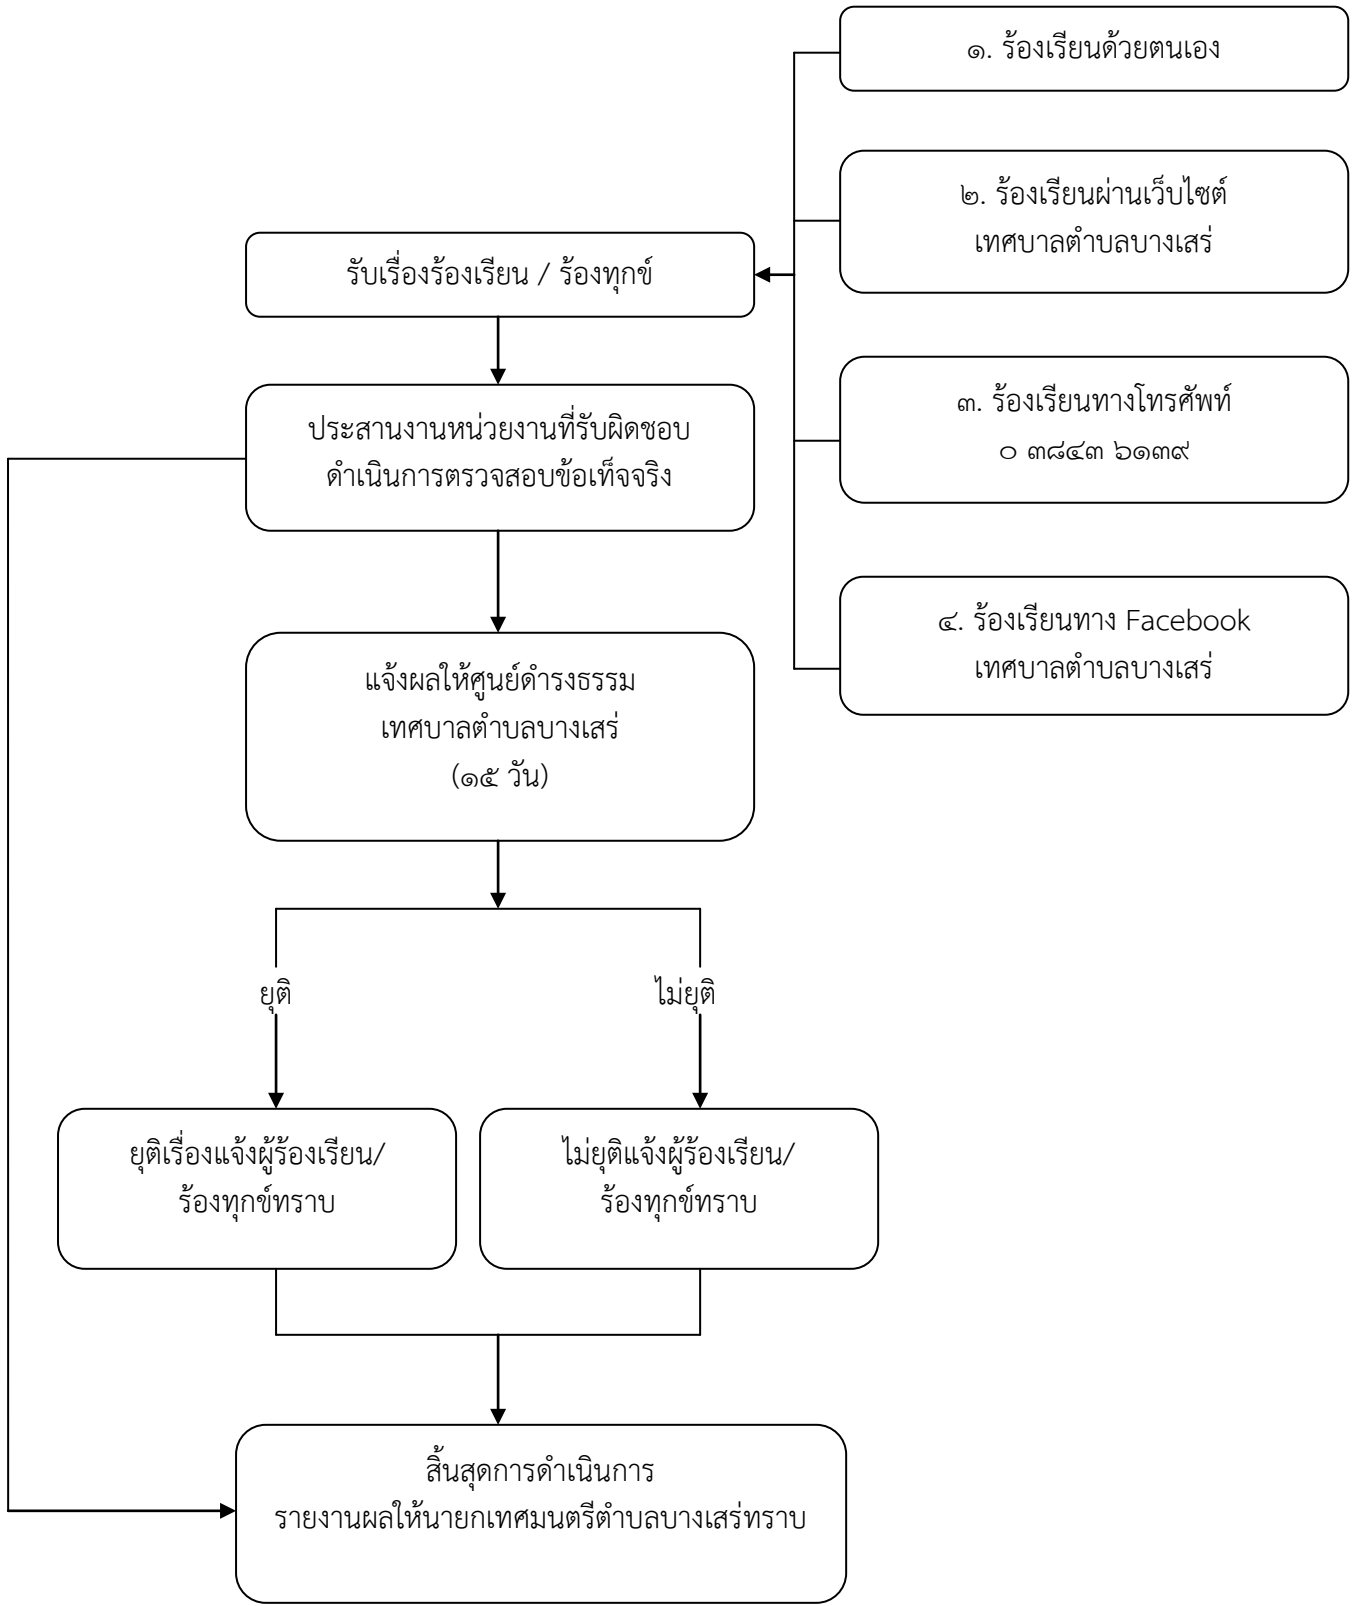 ๑. ร้องเรียนด้วยตนเอง
๒. ร้องเรียนผ่านเว็บไซต์
เทศบาลตำบลบางเสร่
รับเรื่องร้องเรียน / ร้องทุกข์
๓. ร้องเรียนทางโทรศัพท์
๐ ๓๘๔๓ ๖๑๓๙
ประสานงานหน่วยงานที่รับผิดชอบ
ดำเนินการตรวจสอบข้อเท็จจริง
๔. ร้องเรียนทาง Facebook
เทศบาลตำบลบางเสร่
แจ้งผลให้ศูนย์ดำรงธรรม
เทศบาลตำบลบางเสร่
(๑๕ วัน)
ยุติ
ไม่ยุติ
ยุติเรื่องแจ้งผู้ร้องเรียน/
ร้องทุกข์ทราบ
ไม่ยุติแจ้งผู้ร้องเรียน/
ร้องทุกข์ทราบ
สิ้นสุดการดำเนินการ
รายงานผลให้นายกเทศมนตรีตำบลบางเสร่ทราบ